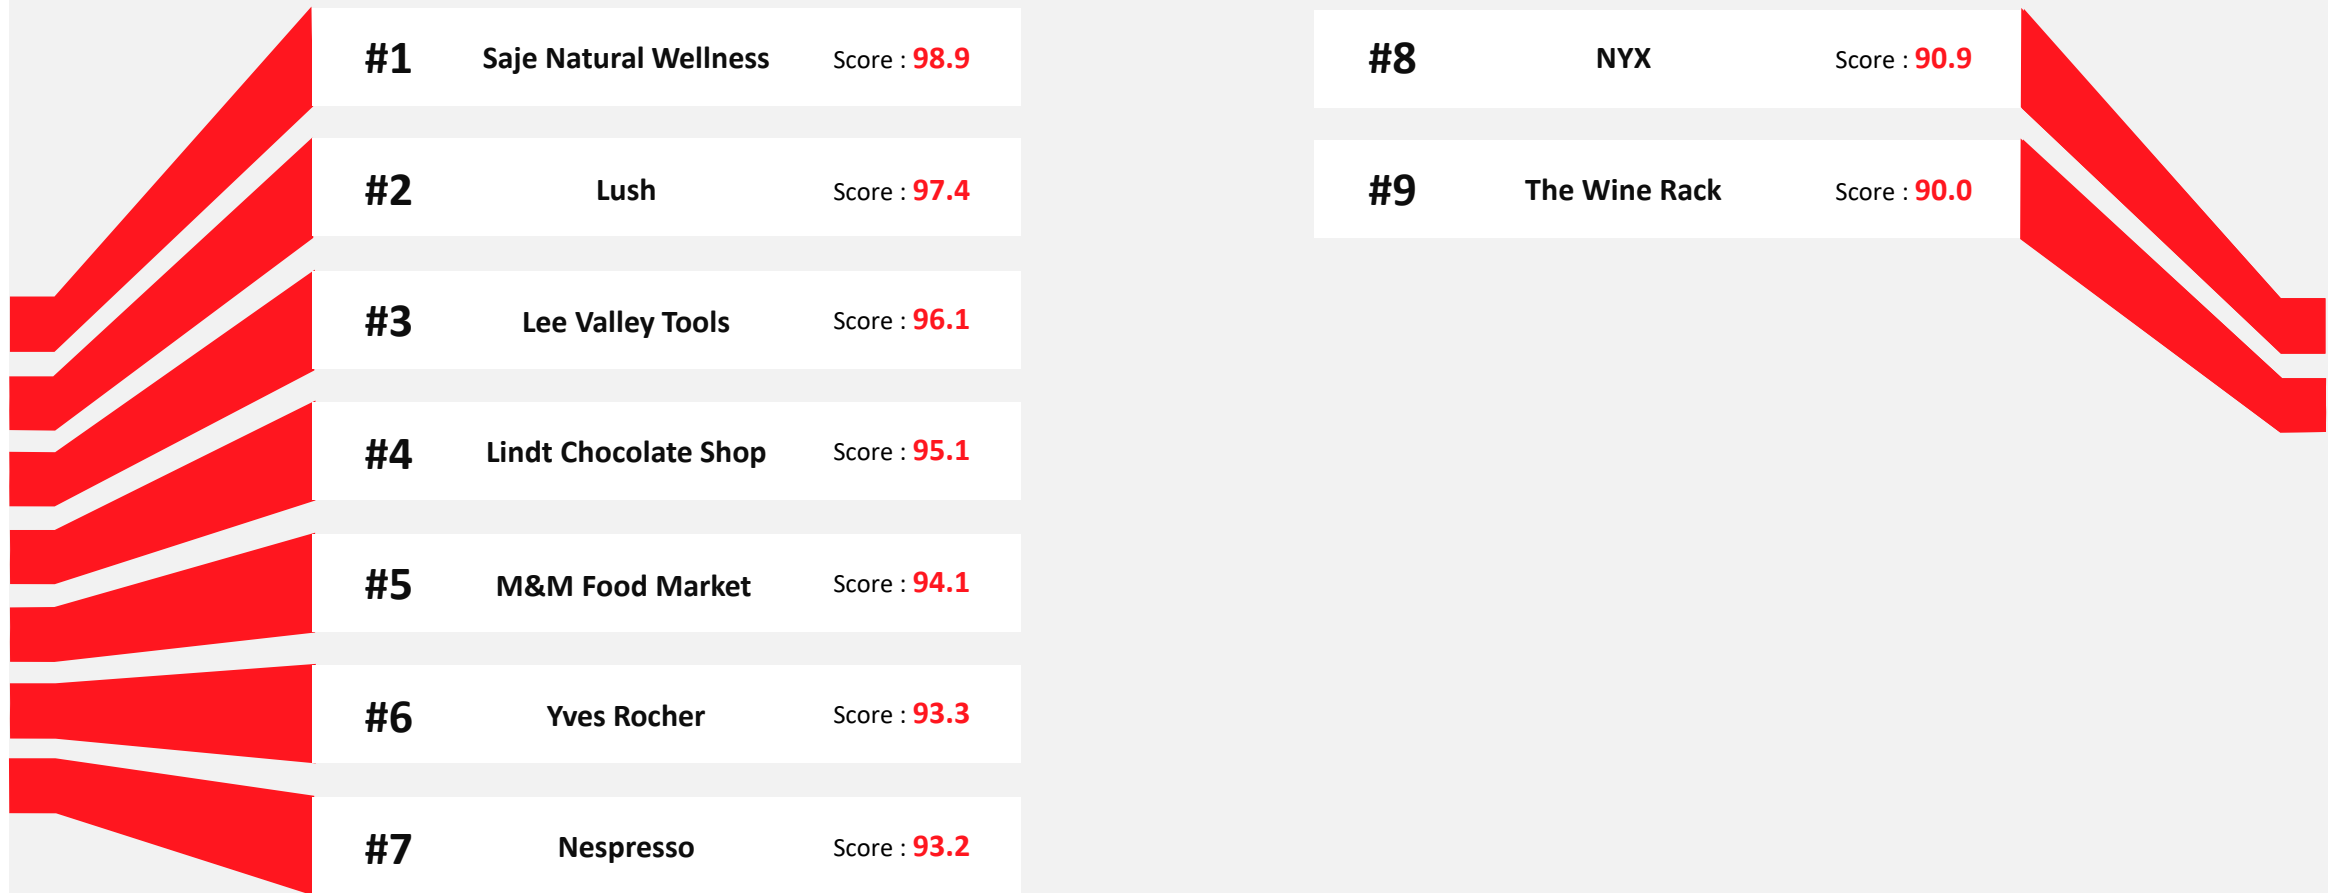 #1 Saje Natural Wellness Score : 98.9
#2 Lush Score : 97.4
#3 Lee Valley Tools Score : 96.1
#4 Lindt Chocolate Shop Score : 95.1
#5 M&M Food Market Score : 94.1
#6 Yves Rocher Score : 93.3
#7 Nespresso Score : 93.2
#8 NYX Score : 90.9
#9 The Wine Rack Score : 90.0